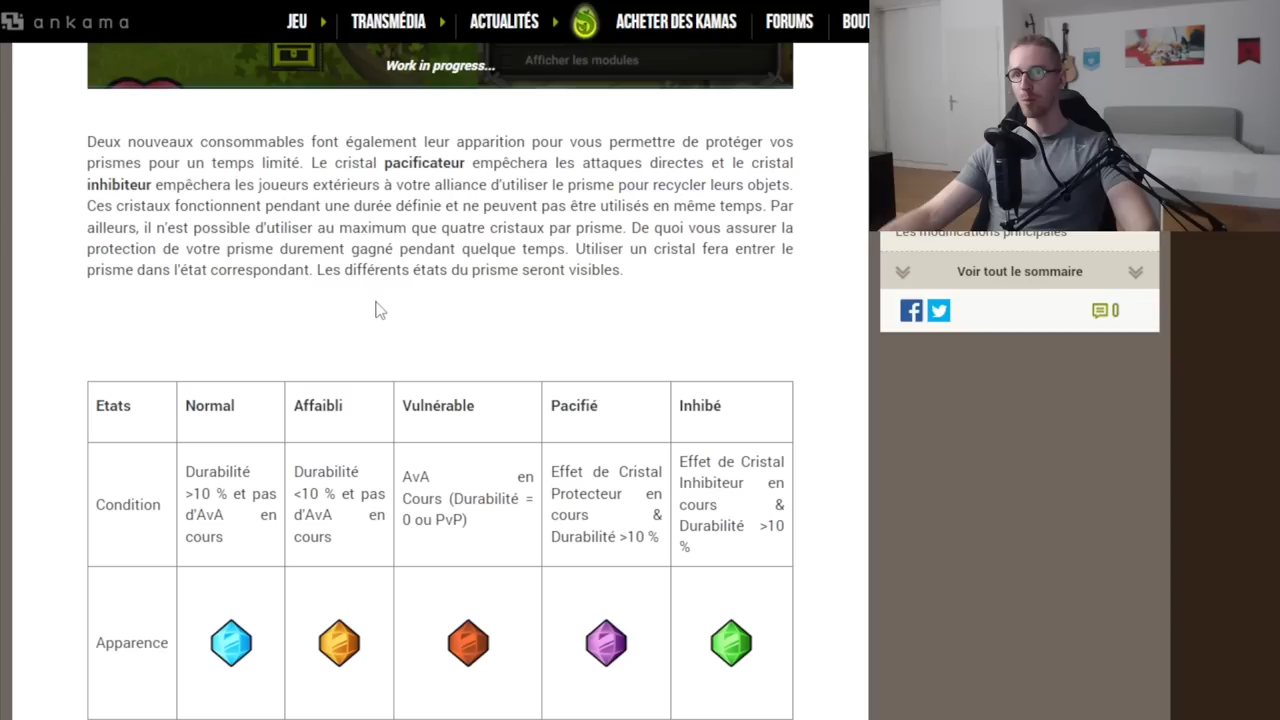 ankama
JEU
TRANSMÉDIA
ACTUALITÉS
ACHETER DES KAMAS
FORUMS
BOUT
Work in progress...
Afficher les modules
Deux nouveaux consommables font également leur apparition pour vous permettre de protéger vos
prismes pour un temps limité. Le cristal pacificateur empêchera les attaques directes et le cristal
inhibiteur empêchera les joueurs extérieurs à votre alliance d'utiliser le prisme pour recycler leurs objets.
Ces cristaux fonctionnent pendant une durée définie et ne peuvent pas être utilisés en même temps. Par
ailleurs, il n'est possible d'utiliser au maximum que quatre cristaux par prisme. De quoi vous assurer la
protection de votre prisme durement gagné pendant quelque temps. Utiliser un cristal fera entrer le
prisme dans l'état correspondant. Les différents états du prisme seront visibles.
Les modifications principales
Voir tout le sommaire
0
Etats
Normal
Affaibli
Vulnérable
Pacifié
Inhibé
Condition
Durabilité
>10 % et pas
d'AvA en
cours
Durabilité
<10 % et pas
d'AvA en
cours
AvA en
Cours (Durabilité =
0 ou PvP)
Effet de Cristal
Protecteur en
cours &
Durabilité >10 %
Effet de Cristal
Inhibiteur en
cours &
Durabilité >10
%
Apparence